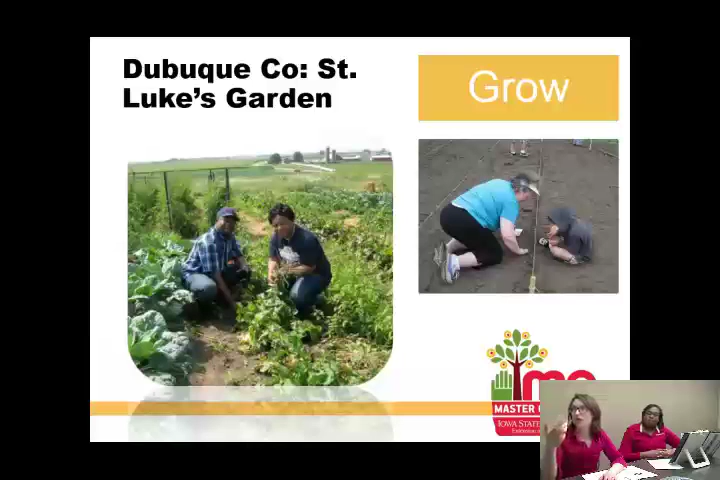 Dubuque Co: St.
Luke's Garden
Grow
MASTER
IOWA STATE